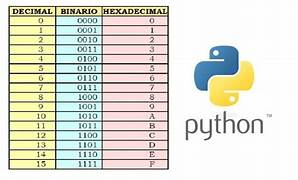 DECIMAL BINARIO HEXADECIMAL
0 0000 0
1 0001 1
2 0010 2
3 0011 3
4 0100 4
5 0101 5
6 0110 6
7 0111 7
8 1000 8
9 1001 9
10 1010 A
11 1011 B
12 1100 C
13 1101 D
14 1110 E
15 1111 F
python™